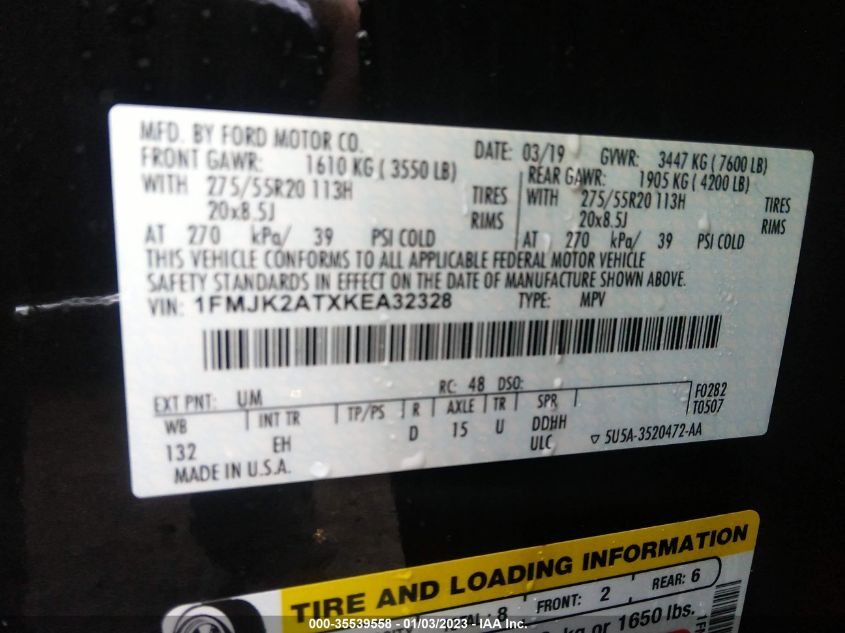 MFD. BY FORD MOTOR CO.
DATE: 03/19 GVWR: 3447 KG ( 7600 LB)
FRONT GAWR: 1610 KG ( 3550 LB)
REAR GAWR: 1905 KG ( 4200 LB)
WITH 275/55R20 113H TIRES
WITH 275/55R20 113H TIRES
20x8.5J RIMS
20x8.5J RIMS
AT 270 kPa/ 39 PSI COLD
AT 270 kPa/ 39 PSI COLD
THIS VEHICLE CONFORMS TO ALL APPLICABLE FEDERAL MOTOR VEHICLE
SAFETY STANDARDS IN EFFECT ON THE DATE OF MANUFACTURE SHOWN ABOVE.
VIN: 1FMJK2ATXKEA32328 TYPE: MPV
EXT PNT: UM RC: 48 DSO:
F0282
T0507
WB INT TR TP/PS R AXLE TR SPR
132 EH D 15 U DDHH
ULC
5U5A-3520472-AA
MADE IN U.S.A.
TIRE AND LOADING INFORMATION
: 8 FRONT: 2 REAR: 6
kg or 1650 lbs.
000-35539558 - 01/03/2023 - IAA Inc.